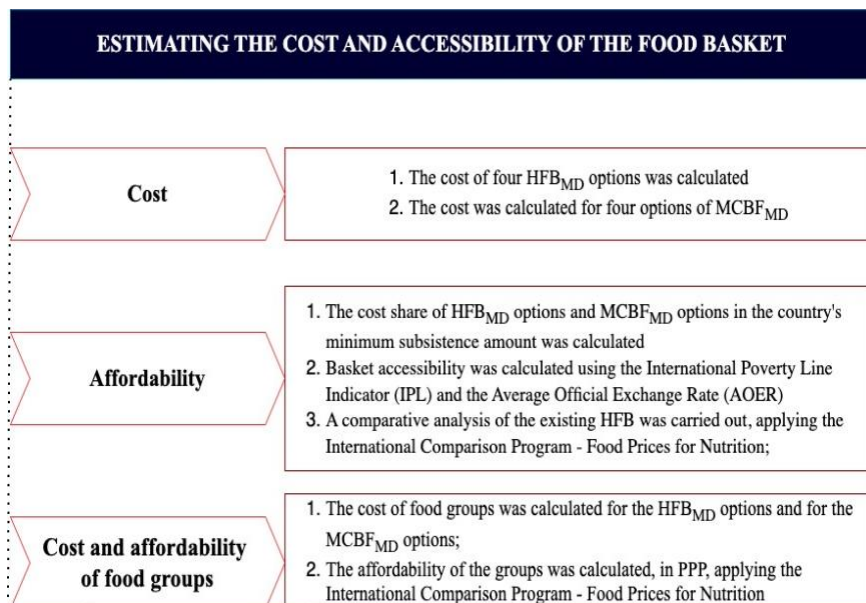 ESTIMATING THE COST AND ACCESSIBILITY OF THE FOOD BASKET
Cost
1. The cost of four HFBMD options was calculated
2. The cost was calculated for four options of MCBFMD
Affordability
1. The cost share of HFBMD options and MCBFMD options in the country's
minimum subsistence amount was calculated
2. Basket accessibility was calculated using the International Poverty Line
Indicator (IPL) and the Average Official Exchange Rate (AOER)
3. A comparative analysis of the existing HFB was carried out, applying the
International Comparison Program - Food Prices for Nutrition;
Cost and affordability
of food groups
1. The cost of food groups was calculated for the HFBMD options and for the
MCBFMD options;
2. The affordability of the groups was calculated, in PPP, applying the
International Comparison Program - Food Prices for Nutrition